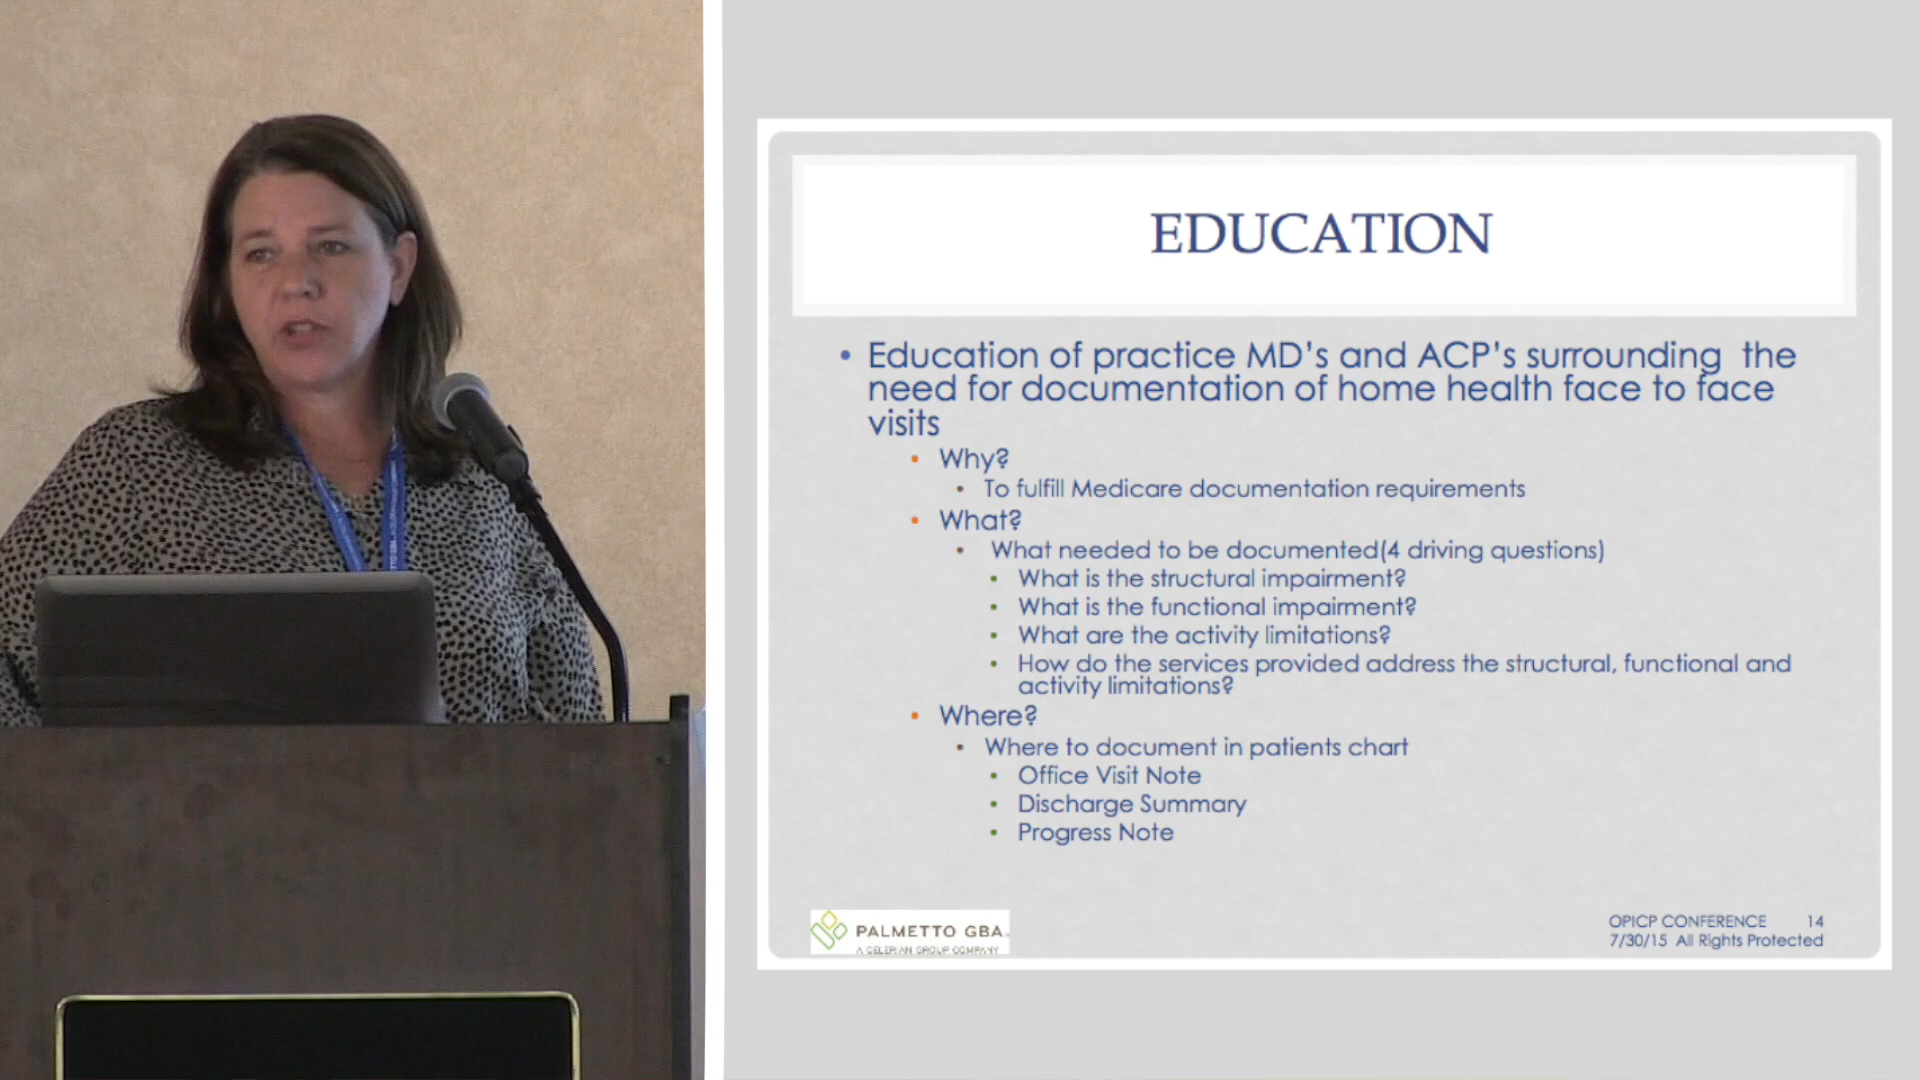 EDUCATION
• Education of practice MD's and ACP's surrounding the
need for documentation of home health face to face
visits
• Why?
• To fulfill Medicare documentation requirements
• What?
• What needed to be documented(4 driving questions)
• What is the structural impairment?
• What is the functional impairment?
• What are the activity limitations?
• How do the services provided address the structural, functional and
activity limitations?
• Where?
• Where to document in patients chart
• Office Visit Note
• Discharge Summary
• Progress Note
PALMETTO GBA
A CELERIAN GROUP COMPANY
OPICP CONFERENCE 14
7/30/15 All Rights Protected